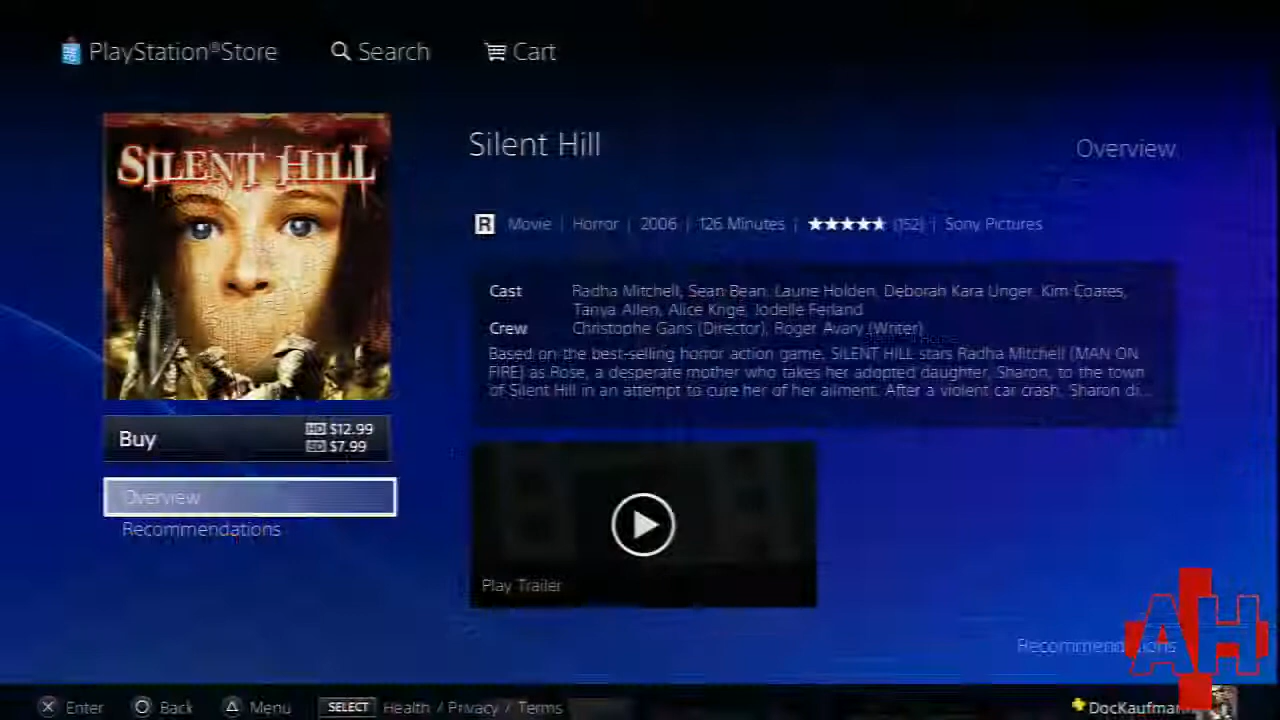 PlayStation®Store
Search
Cart
SILENT HILL
Silent Hill
Overview
R Movie | Horror | 2006 | 126 Minutes | (152) | Sony Pictures
Cast Radha Mitchell, Sean Bean, Laurie Holden, Deborah Kara Unger, Kim Coates,
Tanya Allen, Alice Krige, Jodelle Ferland
Crew Christophe Gans (Director), Roger Avary (Writer)
Based on the best-selling horror action game, SILENT HILL stars Radha Mitchell (MAN ON
FIRE) as Rose, a desperate mother who takes her adopted daughter, Sharon, to the town
of Silent Hill in an attempt to cure her of her ailment. After a violent car crash, Sharon di...
Buy
HD $12.99
SD $7.99
Overview
Recommendations
Play Trailer
Recommendations
AH
Enter
Back
Menu
SELECT Health / Privacy / Terms